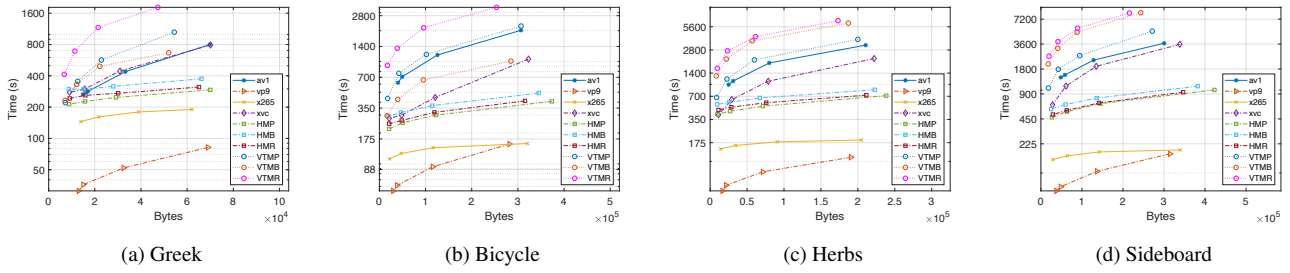 1600
800
400
200
100
50
Time (s)
0
2
4
6
8
10
Bytes
×10^4
av1
vp9
x265
xvc
HMP
HMB
HMR
VTMP
VTMB
VTMR
(a) Greek
2800
1400
700
350
175
88
Time (s)
0
1
2
3
4
5
Bytes
×10^5
av1
vp9
x265
xvc
HMP
HMB
HMR
VTMP
VTMB
VTMR
(b) Bicycle
5600
2800
1400
700
350
175
Time (s)
0
0.5
1
1.5
2
2.5
3
Bytes
×10^5
av1
vp9
x265
xvc
HMP
HMB
HMR
VTMP
VTMB
VTMR
(c) Herbs
7200
3600
1800
900
450
225
Time (s)
0
1
2
3
4
5
Bytes
×10^5
av1
vp9
x265
xvc
HMP
HMB
HMR
VTMP
VTMB
VTMR
(d) Sideboard